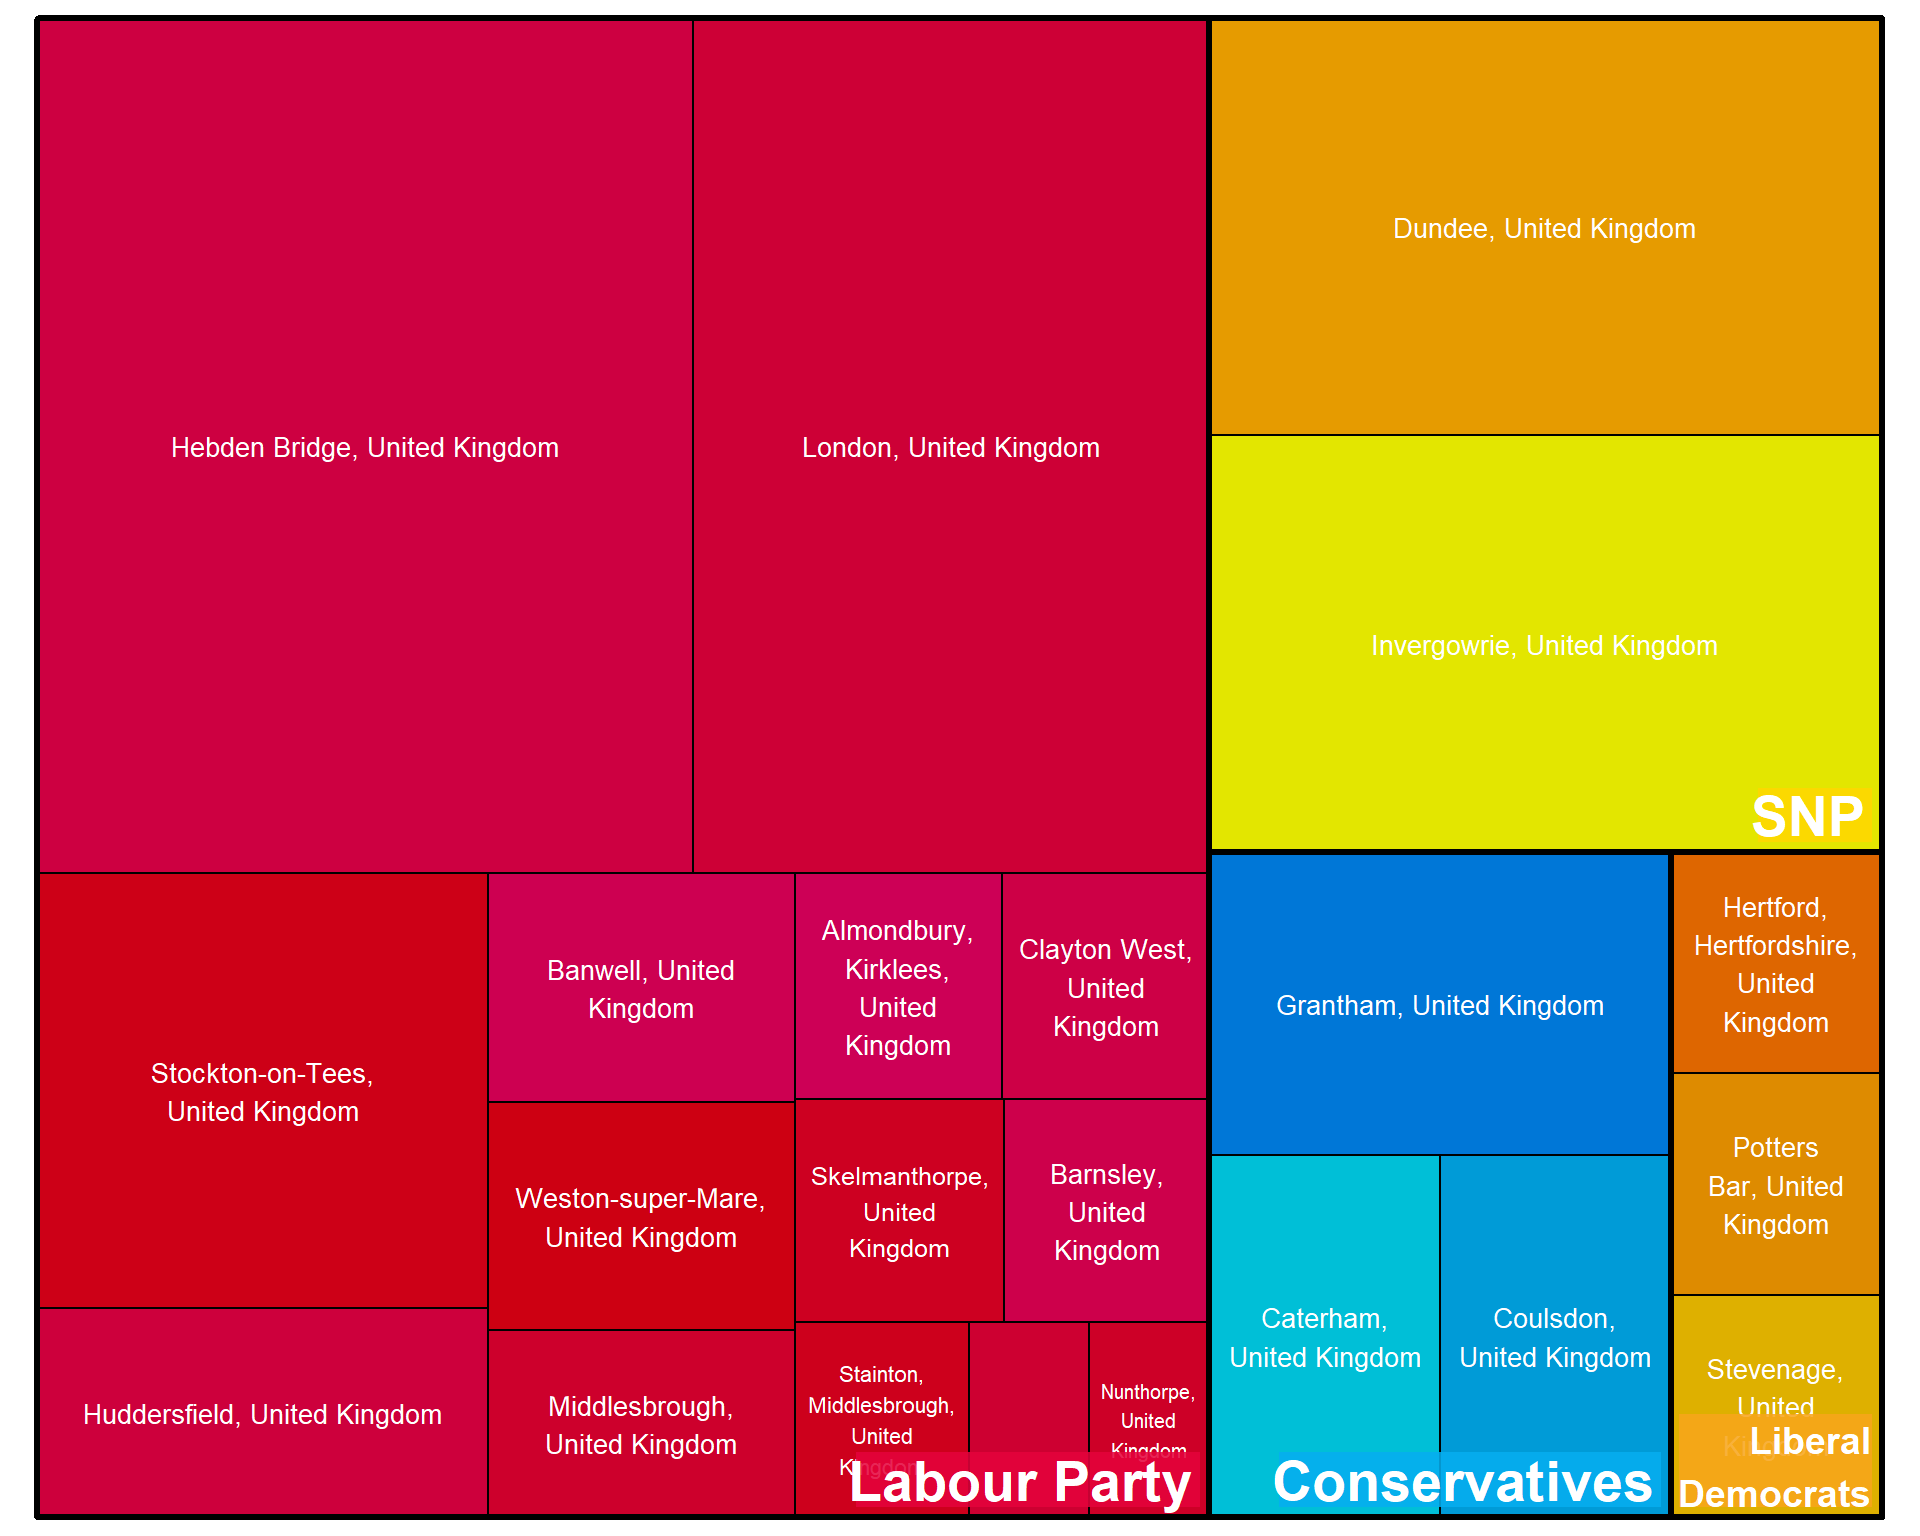 Hebden Bridge, United Kingdom
London, United Kingdom
Stockton-on-Tees,
United Kingdom
Huddersfield, United Kingdom
Banwell, United
Kingdom
Weston-super-Mare,
United Kingdom
Middlesbrough,
United Kingdom
Almondbury,
Kirklees,
United
Kingdom
Clayton West,
United
Kingdom
Skelmanthorpe,
United
Kingdom
Barnsley,
United
Kingdom
Stainton,
Middlesbrough,
United
Kingdom
Nunthorpe,
United
Kingdom
Labour Party
Dundee, United Kingdom
Invergowrie, United Kingdom
SNP
Grantham, United Kingdom
Caterham,
United Kingdom
Coulsdon,
United Kingdom
Conservatives
Hertford,
Hertfordshire,
United
Kingdom
Potters
Bar, United
Kingdom
Stevenage,
United
Kingdom
Liberal
Democrats